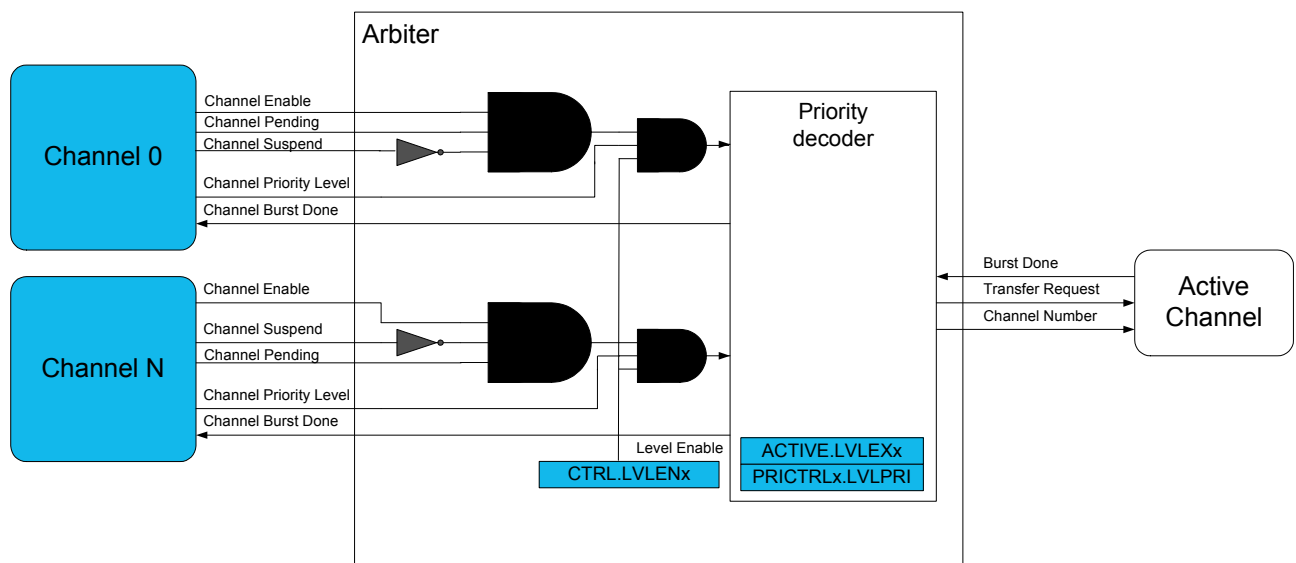 Arbiter
Channel 0
Channel Enable
Channel Pending
Channel Suspend
Channel Priority Level
Channel Burst Done
Priority
decoder
Channel N
Channel Enable
Channel Suspend
Channel Pending
Channel Priority Level
Channel Burst Done
Level Enable
CTRL.LVLENx
ACTIVE.LVLEXx
PRICTRLx.LVLPRI
Burst Done
Transfer Request
Channel Number
Active
Channel